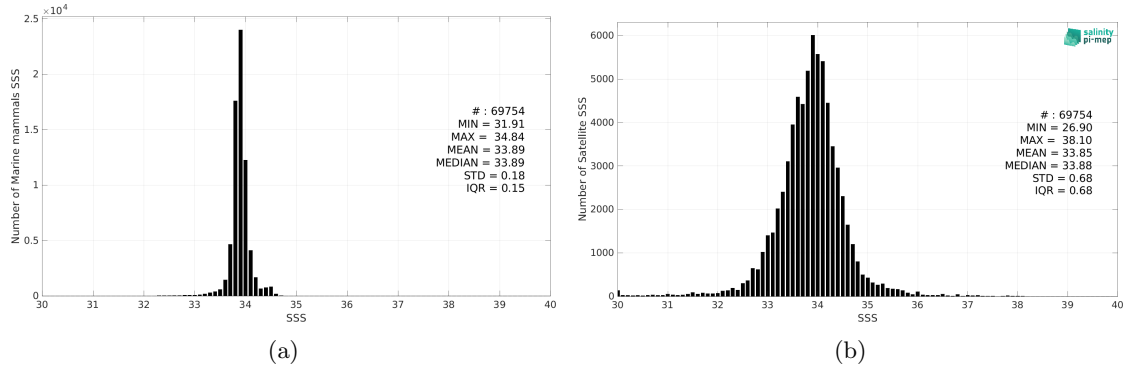 ×10⁴
2.5
2
1.5
1
0.5
0
Number of Marine mammals SSS
# : 69754
MIN = 31.91
MAX = 34.84
MEAN = 33.89
MEDIAN = 33.89
STD = 0.18
IQR = 0.15
30 31 32 33 34 35 36 37 38 39 40
SSS
(a)
6000
5000
4000
3000
2000
1000
0
Number of Satellite SSS
salinity
pi-mep
# : 69754
MIN = 26.90
MAX = 38.10
MEAN = 33.85
MEDIAN = 33.88
STD = 0.68
IQR = 0.68
30 31 32 33 34 35 36 37 38 39 40
SSS
(b)